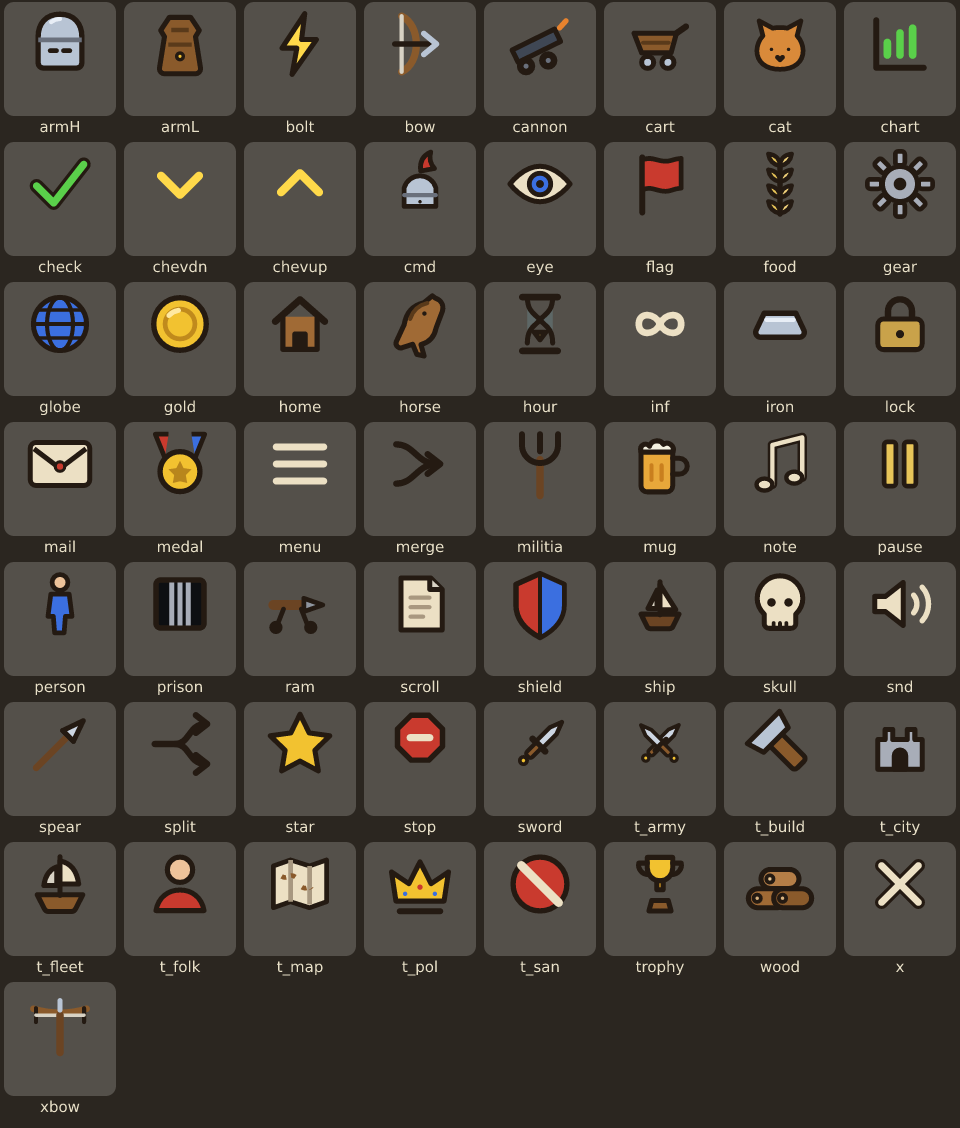 armH armL bolt bow cannon cart cat chart
check chevdn chevup cmd eye flag food gear
globe gold home horse hour inf iron lock
mail medal menu merge militia mug note pause
person prison ram scroll shield ship skull snd
spear split star stop sword t_army t_build t_city
t_fleet t_folk t_map t_pol t_san trophy wood x
xbow